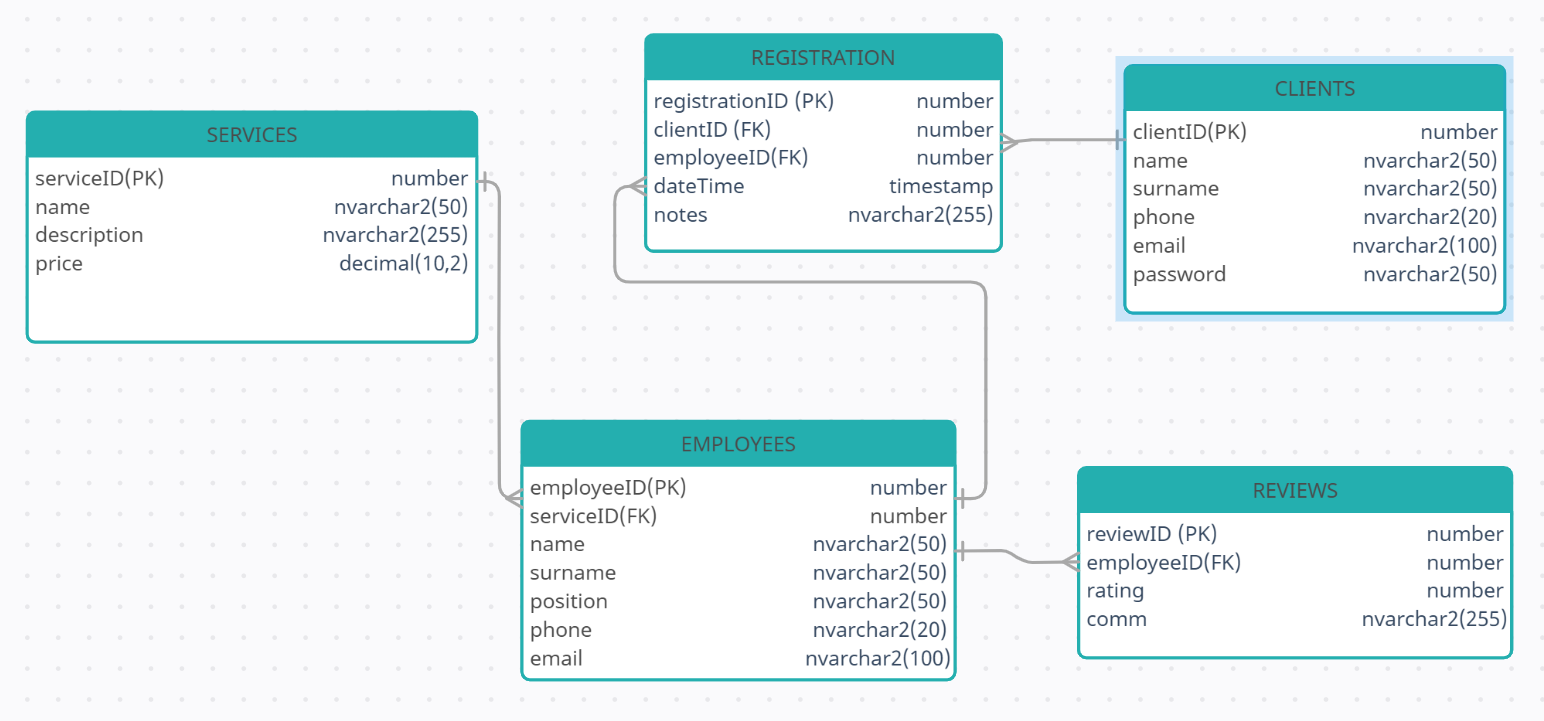 SERVICES
serviceID(PK) number
name nvarchar2(50)
description nvarchar2(255)
price decimal(10,2)
REGISTRATION
registrationID (PK) number
clientID (FK) number
employeeID(FK) number
dateTime timestamp
notes nvarchar2(255)
CLIENTS
clientID(PK) number
name nvarchar2(50)
surname nvarchar2(50)
phone nvarchar2(20)
email nvarchar2(100)
password nvarchar2(50)
EMPLOYEES
employeeID(PK) number
serviceID(FK) number
name nvarchar2(50)
surname nvarchar2(50)
position nvarchar2(50)
phone nvarchar2(20)
email nvarchar2(100)
REVIEWS
reviewID (PK) number
employeeID(FK) number
rating number
comm nvarchar2(255)